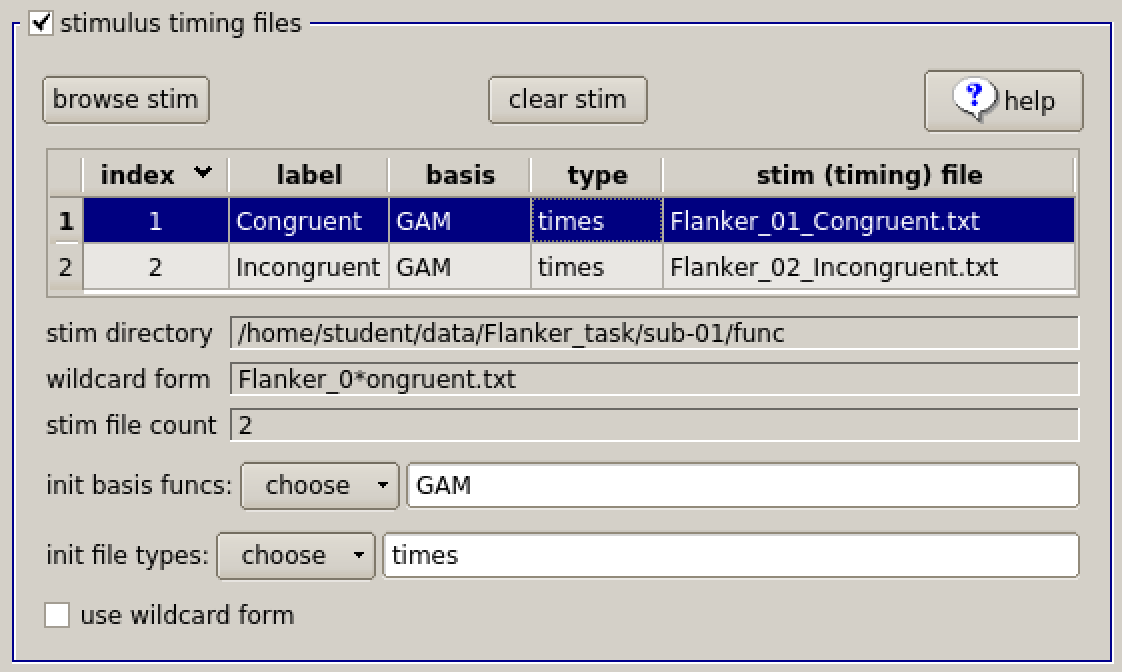 stimulus timing files
browse stim clear stim ? help
index label basis type stim (timing) file
1 1 Congruent GAM times Flanker_01_Congruent.txt
2 2 Incongruent GAM times Flanker_02_Incongruent.txt
stim directory /home/student/data/Flanker_task/sub-01/func
wildcard form Flanker_0*ongruent.txt
stim file count 2
init basis funcs: choose GAM
init file types: choose times
use wildcard form